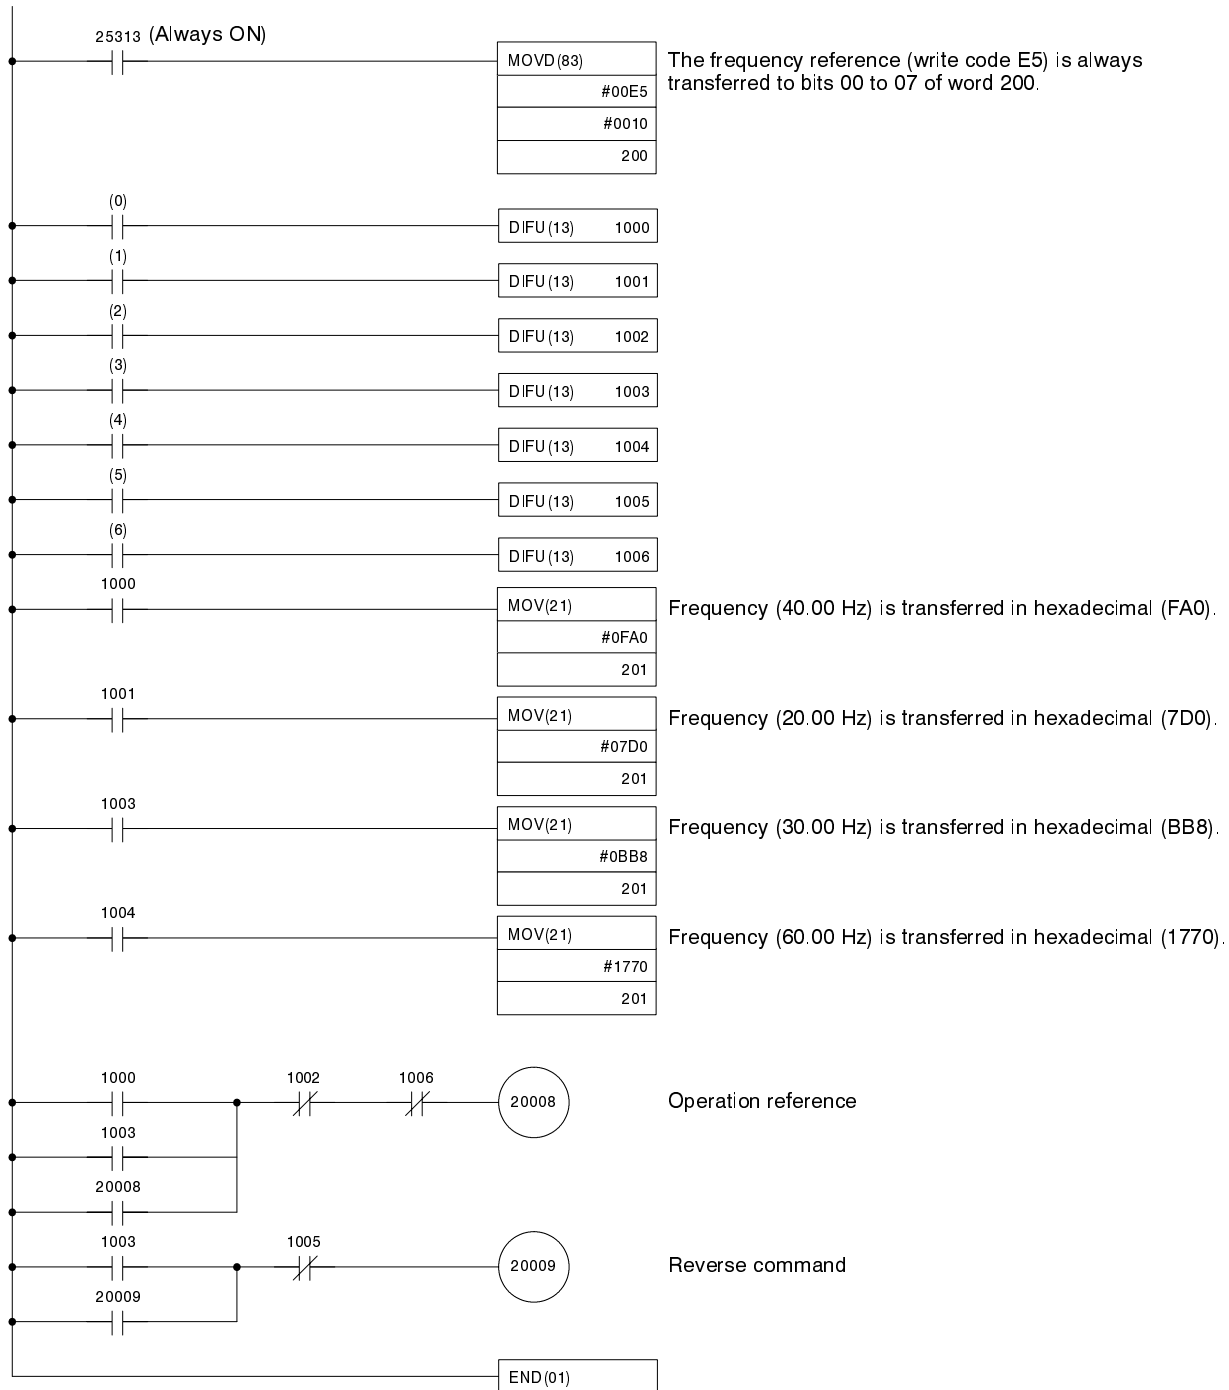 25313 (Always ON)
MOVD(83)
#00E5
#0010
200
The frequency reference (write code E5) is always
transferred to bits 00 to 07 of word 200.
(0)
DIFU(13) 1000
(1)
DIFU(13) 1001
(2)
DIFU(13) 1002
(3)
DIFU(13) 1003
(4)
DIFU(13) 1004
(5)
DIFU(13) 1005
(6)
DIFU(13) 1006
1000
MOV(21)
#0FA0
201
Frequency (40.00 Hz) is transferred in hexadecimal (FA0).
1001
MOV(21)
#07D0
201
Frequency (20.00 Hz) is transferred in hexadecimal (7D0).
1003
MOV(21)
#0BB8
201
Frequency (30.00 Hz) is transferred in hexadecimal (BB8).
1004
MOV(21)
#1770
201
Frequency (60.00 Hz) is transferred in hexadecimal (1770).
1000 1002 1006
20008
Operation reference
1003
20008
1003 1005
20009
Reverse command
20009
END(01)